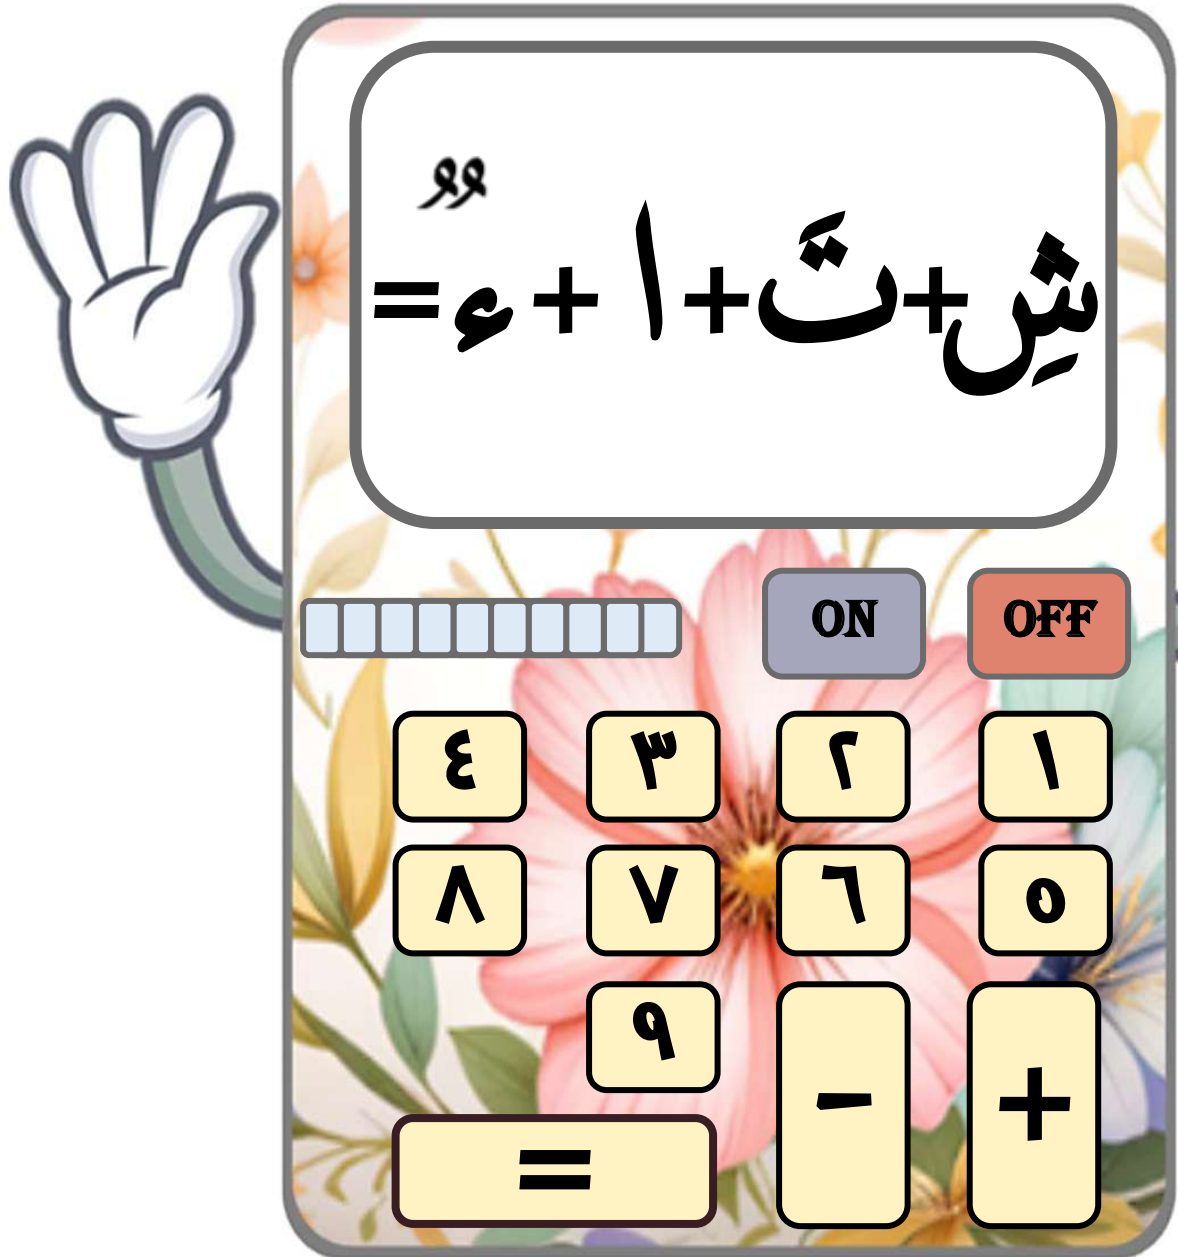 شِ+تَ+ا+ءٌ=
ON OFF
١ ٢ ٣ ٤
٥ ٦ ٧ ٨
٩
+ - =